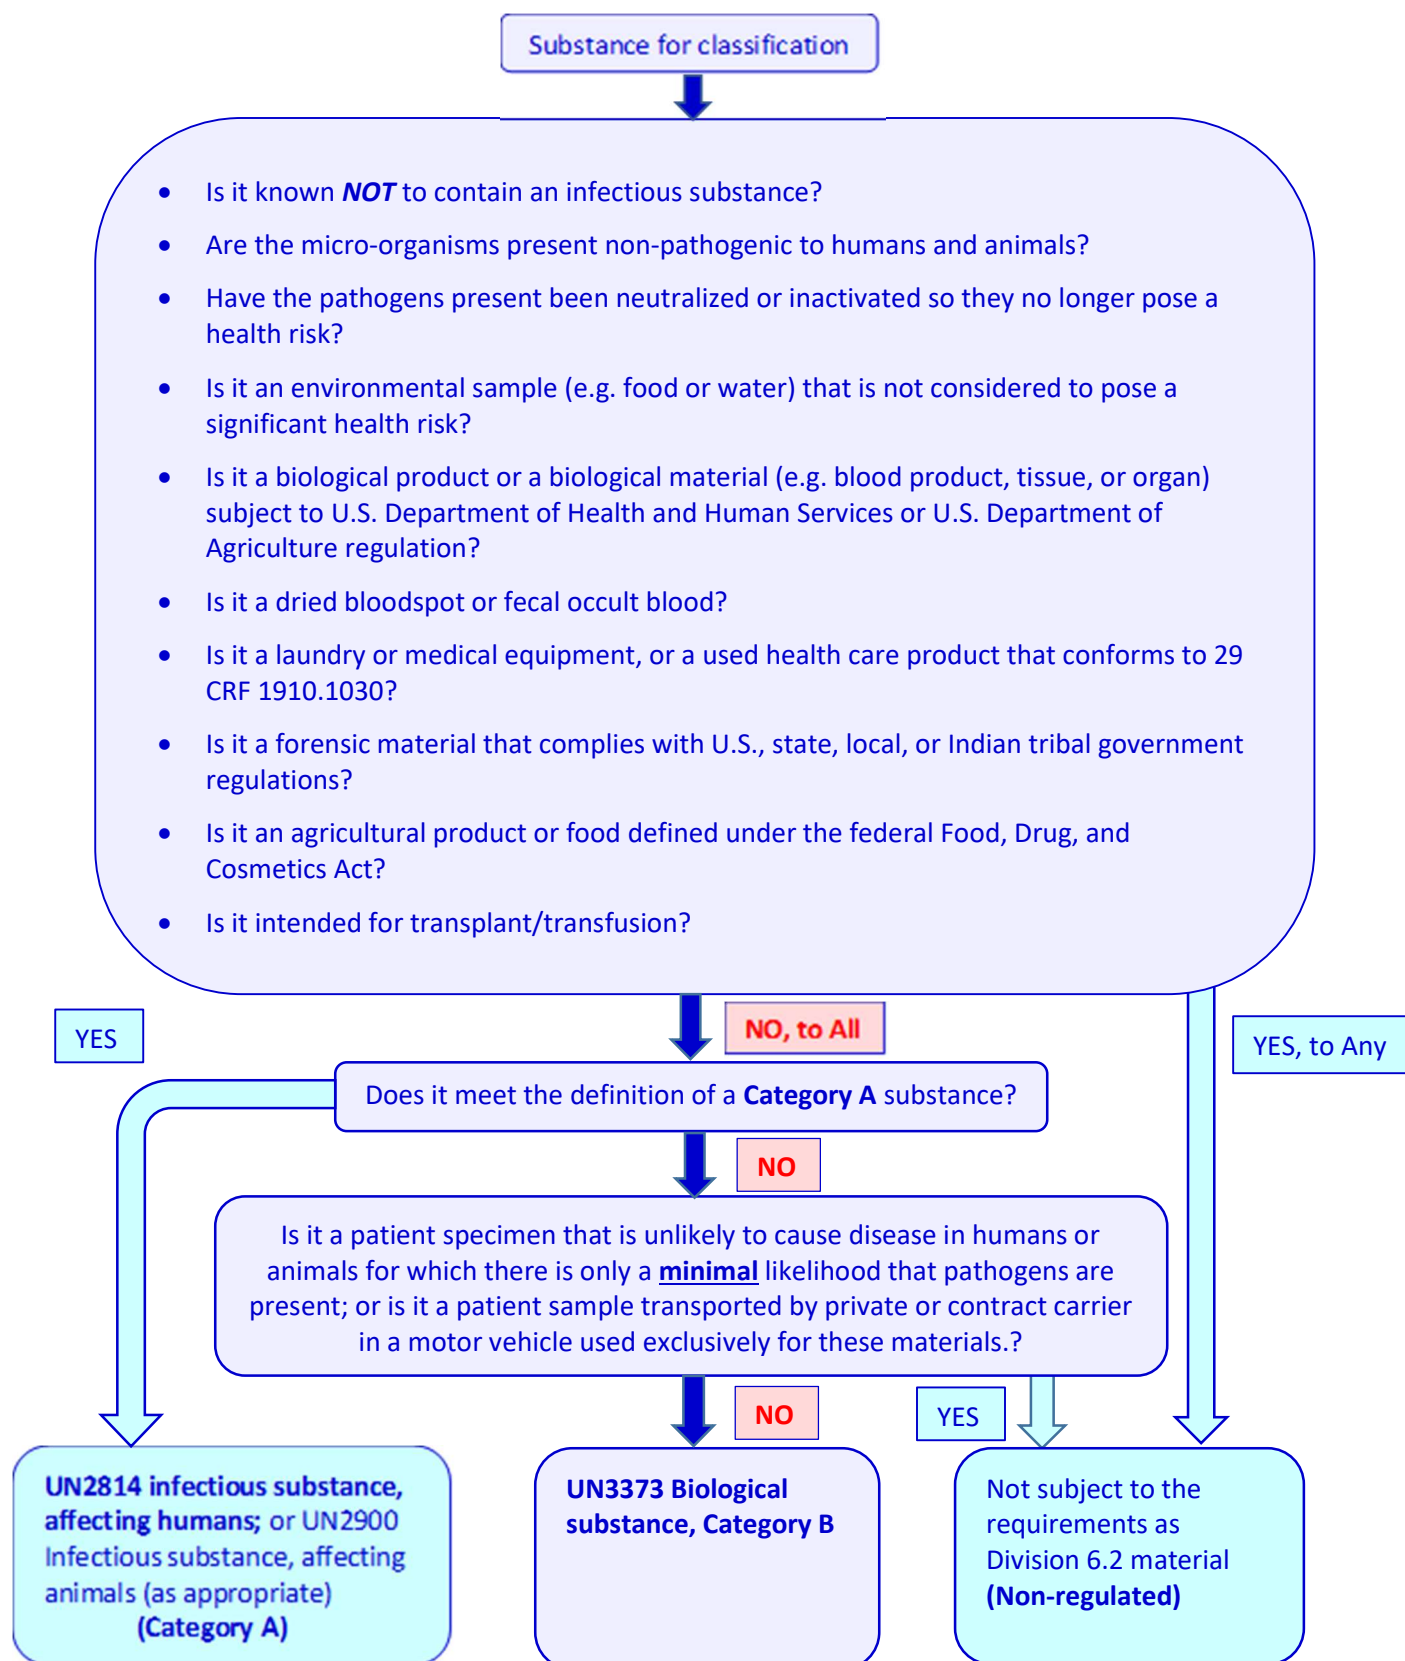 Substance for classification
• Is it known NOT to contain an infectious substance?
• Are the micro-organisms present non-pathogenic to humans and animals?
• Have the pathogens present been neutralized or inactivated so they no longer pose a
health risk?
• Is it an environmental sample (e.g. food or water) that is not considered to pose a
significant health risk?
• Is it a biological product or a biological material (e.g. blood product, tissue, or organ)
subject to U.S. Department of Health and Human Services or U.S. Department of
Agriculture regulation?
• Is it a dried bloodspot or fecal occult blood?
• Is it a laundry or medical equipment, or a used health care product that conforms to 29
CRF 1910.1030?
• Is it a forensic material that complies with U.S., state, local, or Indian tribal government
regulations?
• Is it an agricultural product or food defined under the federal Food, Drug, and
Cosmetics Act?
• Is it intended for transplant/transfusion?
YES
NO, to All
YES, to Any
Does it meet the definition of a Category A substance?
NO
Is it a patient specimen that is unlikely to cause disease in humans or
animals for which there is only a minimal likelihood that pathogens are
present; or is it a patient sample transported by private or contract carrier
in a motor vehicle used exclusively for these materials.?
NO
YES
UN2814 infectious substance,
affecting humans; or UN2900
Infectious substance, affecting
animals (as appropriate)
(Category A)
UN3373 Biological
substance, Category B
Not subject to the
requirements as
Division 6.2 material
(Non-regulated)